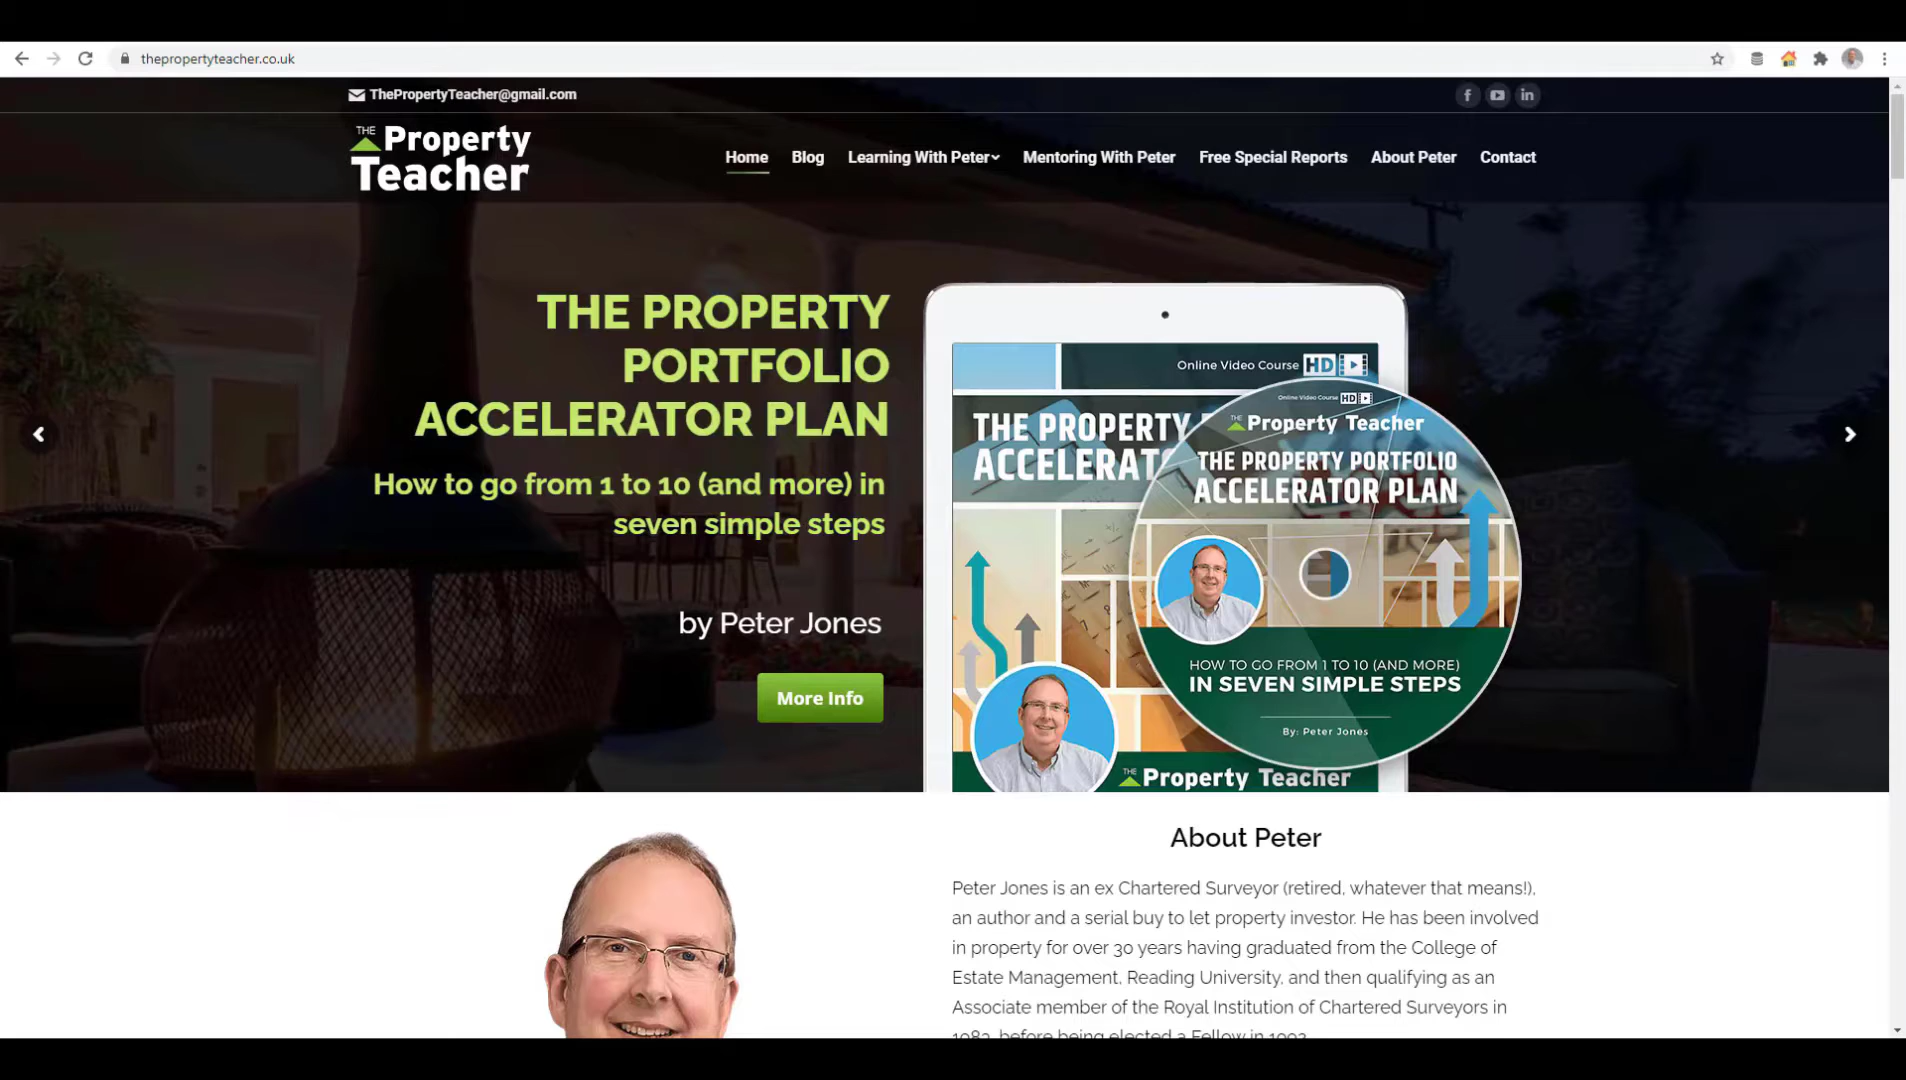 thepropertyteacher.co.uk
ThePropertyTeacher@gmail.com
THE
Property
Teacher
Home
Blog
Learning With Peter
Mentoring With Peter
Free Special Reports
About Peter
Contact
THE PROPERTY
PORTFOLIO
ACCELERATOR PLAN
How to go from 1 to 10 (and more) in
seven simple steps
by Peter Jones
More Info
Online Video Course HD
THE PROPERTY
ACCELERAT
Online Video Course HD
THE Property Teacher
THE PROPERTY PORTFOLIO
ACCELERATOR PLAN
HOW TO GO FROM 1 TO 10 (AND MORE)
IN SEVEN SIMPLE STEPS
By: Peter Jones
THE Property Teacher
About Peter
Peter Jones is an ex Chartered Surveyor (retired, whatever that means!),
an author and a serial buy to let property investor. He has been involved
in property for over 30 years having graduated from the College of
Estate Management, Reading University, and then qualifying as an
Associate member of the Royal Institution of Chartered Surveyors in
before being elected a Fellow in